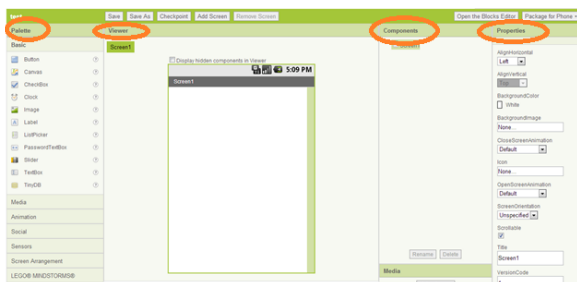 test
Save Save As Checkpoint Add Screen Remove Screen Open the Blocks Editor Package for Phone
Palette Viewer Components Properties
Basic
Screen1
Display hidden components in Viewer
5:09 PM
Screen1
Button
Canvas
CheckBox
Clock
Image
Label
ListPicker
PasswordTextBox
Slider
TextBox
TinyDB
Media
Animation
Social
Sensors
Screen Arrangement
LEGO® MINDSTORMS®
Rename Delete
Media
AlignHorizontal
Left
AlignVertical
Top
BackgroundColor
White
BackgroundImage
None...
CloseScreenAnimation
Default
Icon
None...
OpenScreenAnimation
Default
ScreenOrientation
Unspecified
Scrollable
Title
Screen1
VersionCode